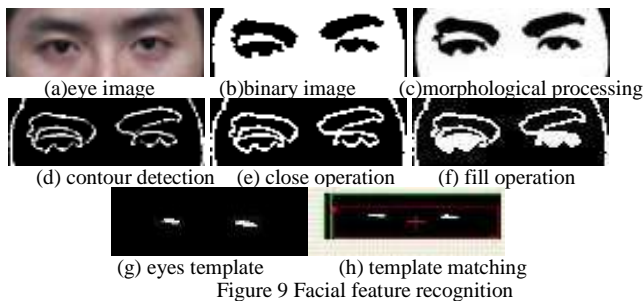 (a)eye image (b)binary image (c)morphological processing
(d) contour detection (e) close operation (f) fill operation
(g) eyes template (h) template matching
Figure 9 Facial feature recognition